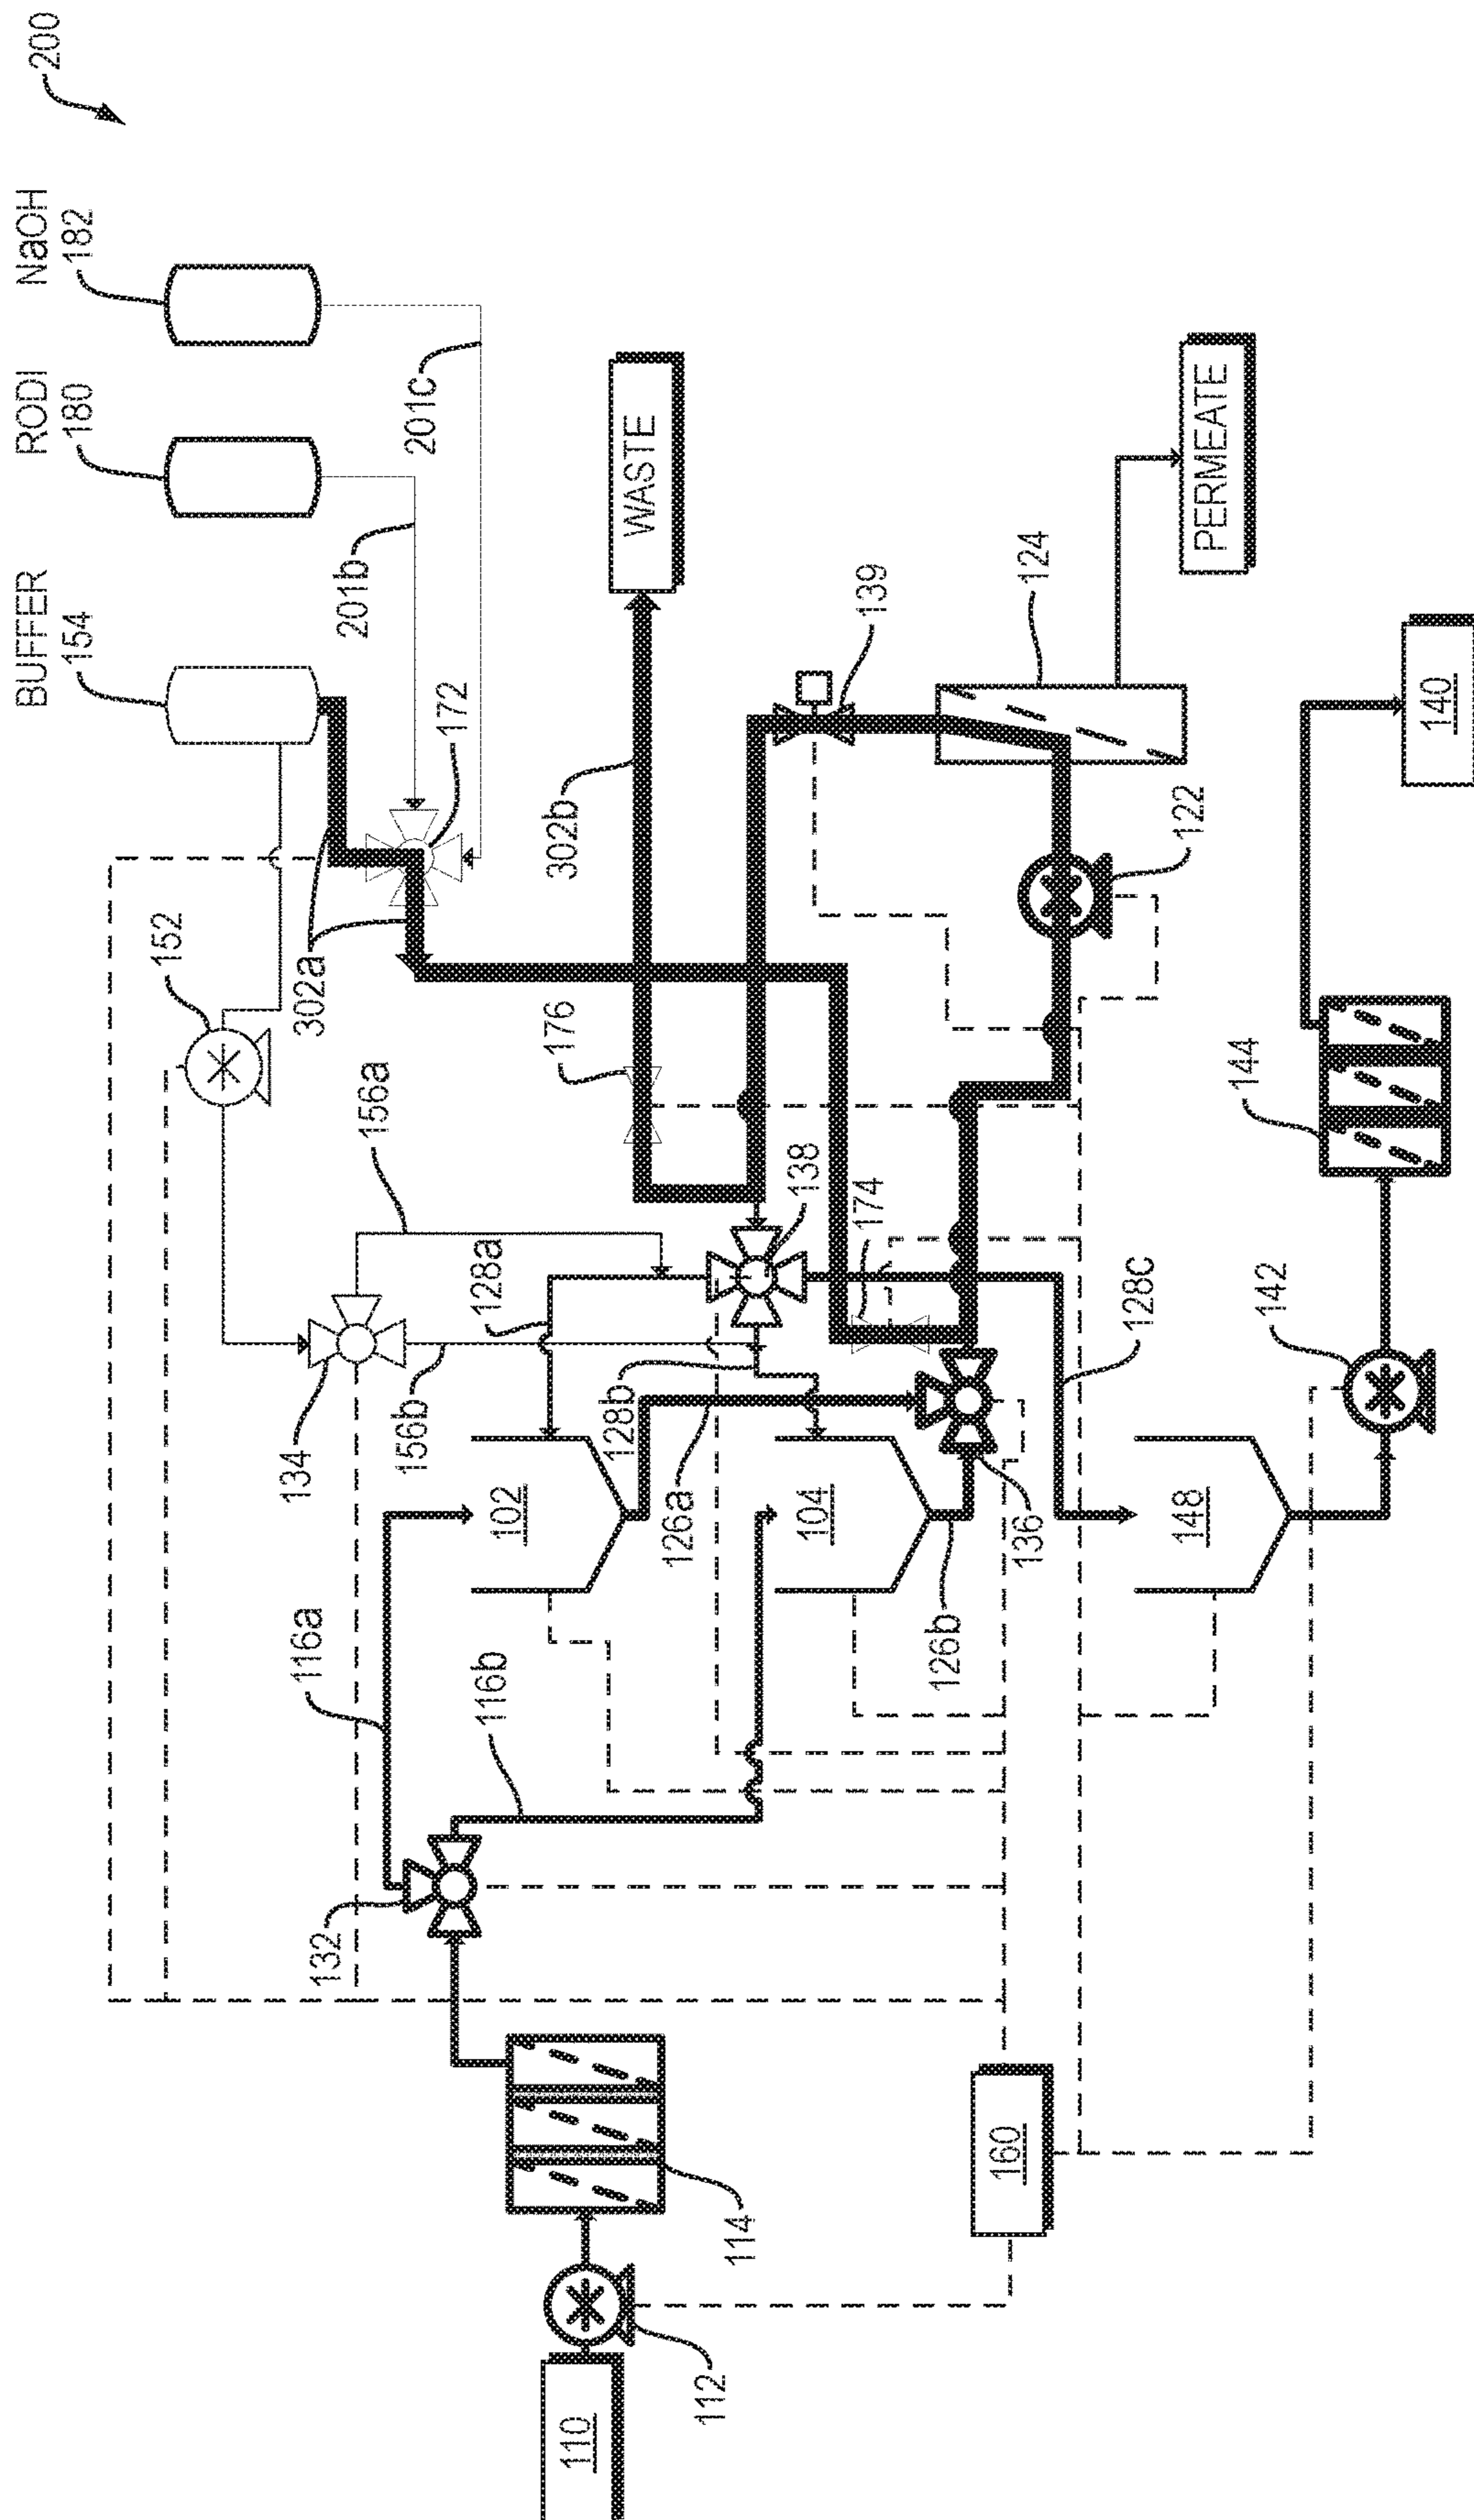 200
BUFFER
154
RODI
180
NaOH
182
152
302a
201b
201c
172
156a
134
156b
176
302b
WASTE
128a
138
174
139
128b
116a
102
126a
132
116b
104
126b
136
128c
122
124
PERMEATE
110
112
114
160
148
142
144
140